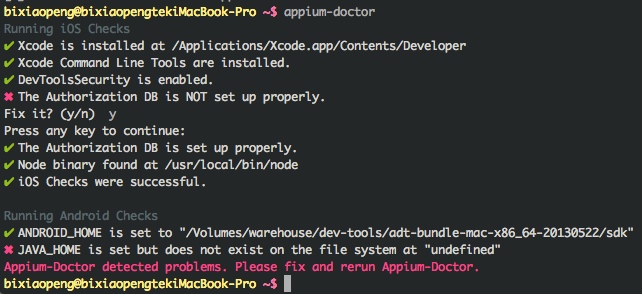 bixiaopeng@bixiaopengtekiMacBook-Pro ~$ appium-doctor
Running iOS Checks
✔ Xcode is installed at /Applications/Xcode.app/Contents/Developer
✔ Xcode Command Line Tools are installed.
✔ DevToolsSecurity is enabled.
✖ The Authorization DB is NOT set up properly.
Fix it? (y/n) y
Press any key to continue:
✔ The Authorization DB is set up properly.
✔ Node binary found at /usr/local/bin/node
✔ iOS Checks were successful.
Running Android Checks
✔ ANDROID_HOME is set to "/Volumes/warehouse/dev-tools/adt-bundle-mac-x86_64-20130522/sdk"
✖ JAVA_HOME is set but does not exist on the file system at "undefined"
Appium-Doctor detected problems. Please fix and rerun Appium-Doctor.
bixiaopeng@bixiaopengtekiMacBook-Pro ~$